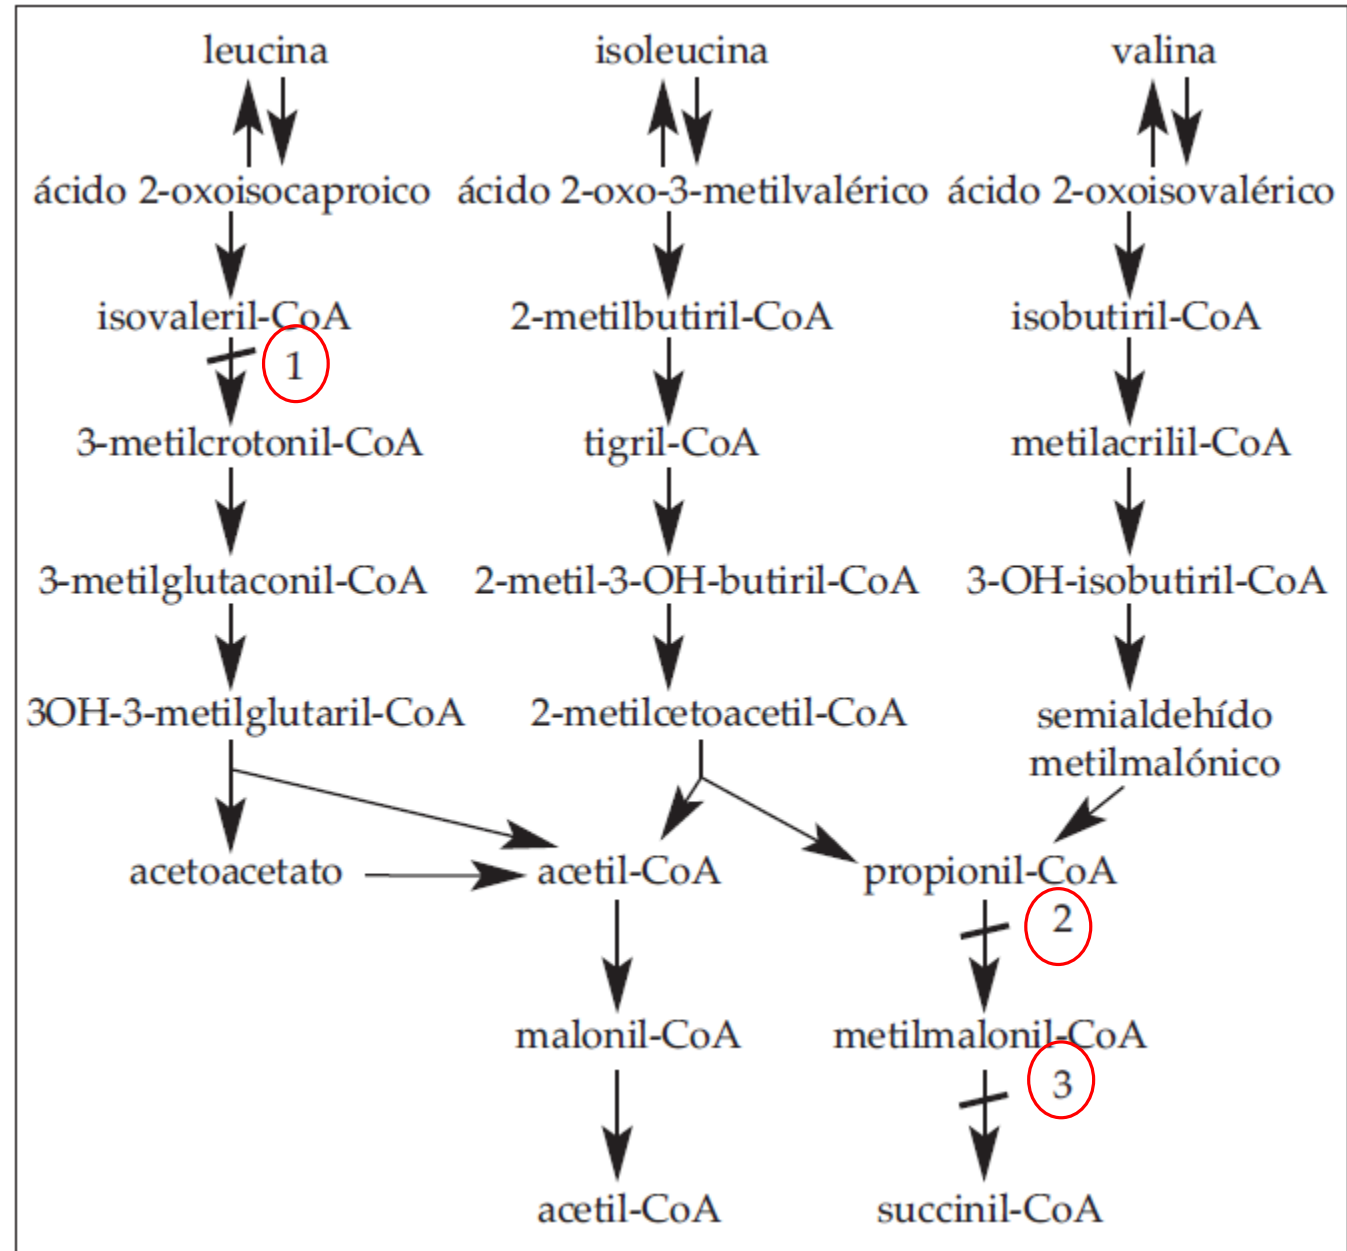 leucina
isoleucina
valina
ácido 2-oxoisocaproico
ácido 2-oxo-3-metilvalérico
ácido 2-oxoisovalérico
isovaleril-CoA
2-metilbutiril-CoA
isobutiril-CoA
1
3-metilcrotonil-CoA
tigril-CoA
metilacrilil-CoA
3-metilglutaconil-CoA
2-metil-3-OH-butiril-CoA
3-OH-isobutiril-CoA
3OH-3-metilglutaril-CoA
2-metilcetoacetil-CoA
semialdehído
metilmalónico
acetoacetato
acetil-CoA
propionil-CoA
2
malonil-CoA
metilmalonil-CoA
3
acetil-CoA
succinil-CoA